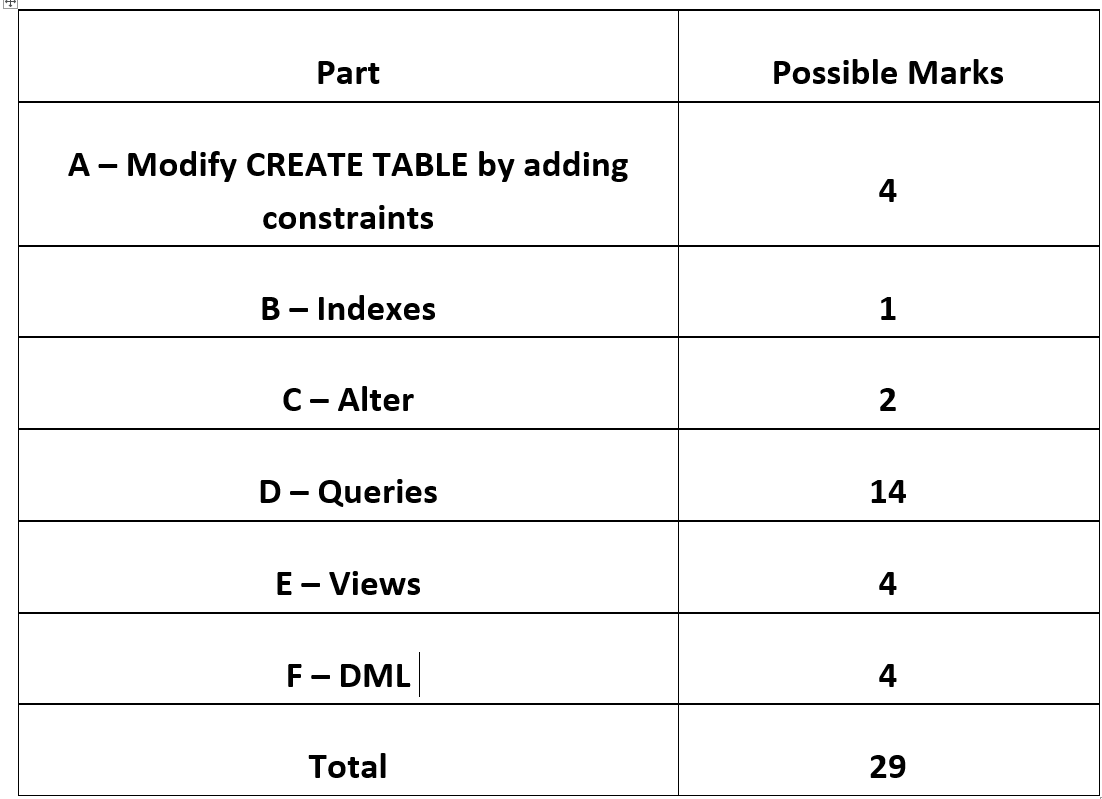 Part
Possible Marks
A – Modify CREATE TABLE by adding
constraints
4
B – Indexes
1
C – Alter
2
D – Queries
14
E – Views
4
F – DML
4
Total
29